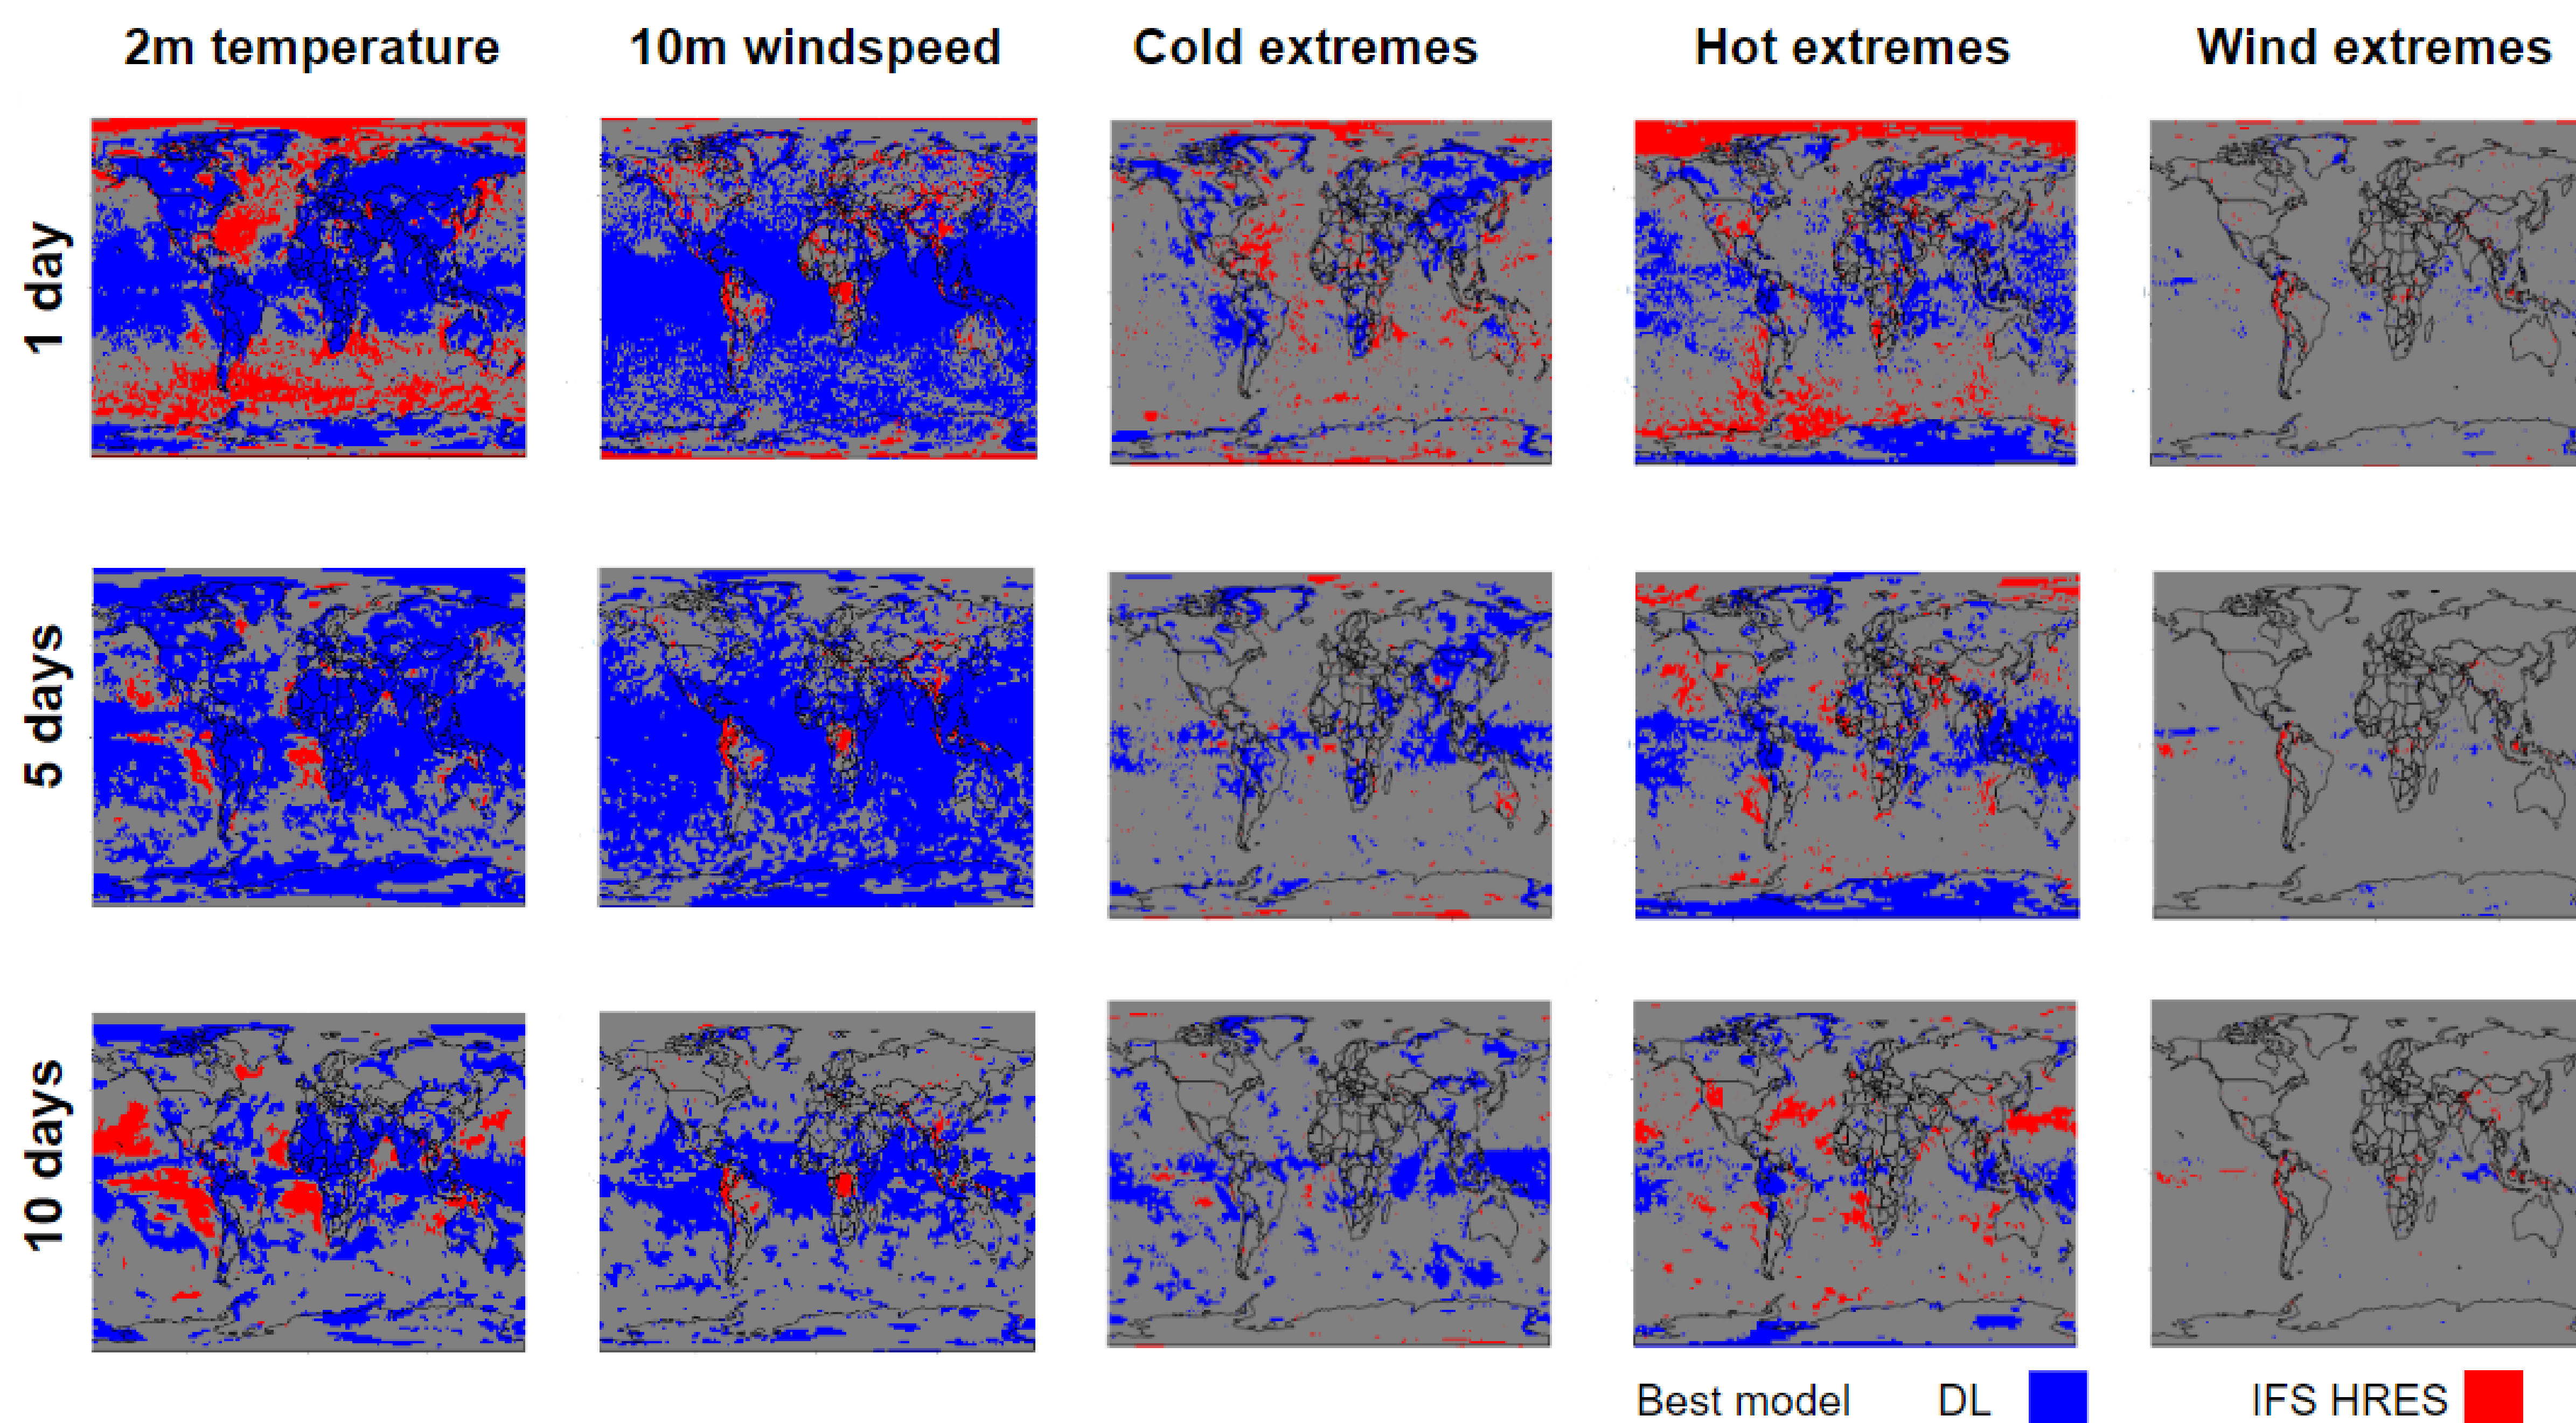 2m temperature 10m windspeed Cold extremes Hot extremes Wind extremes
1 day
5 days
10 days
Best model DL IFS HRES